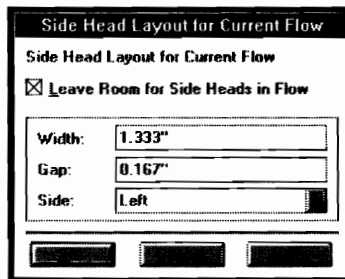 Side Head Layout for Current Flow
Side Head Layout for Current Flow
Leave Room for Side Heads in Flow
Width: 1.333"
Gap: 0.167"
Side: Left